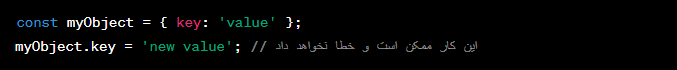 const myObject = { key: 'value' };
myObject.key = 'new value'; // این کار ممکن است و خطا نخواهد داد